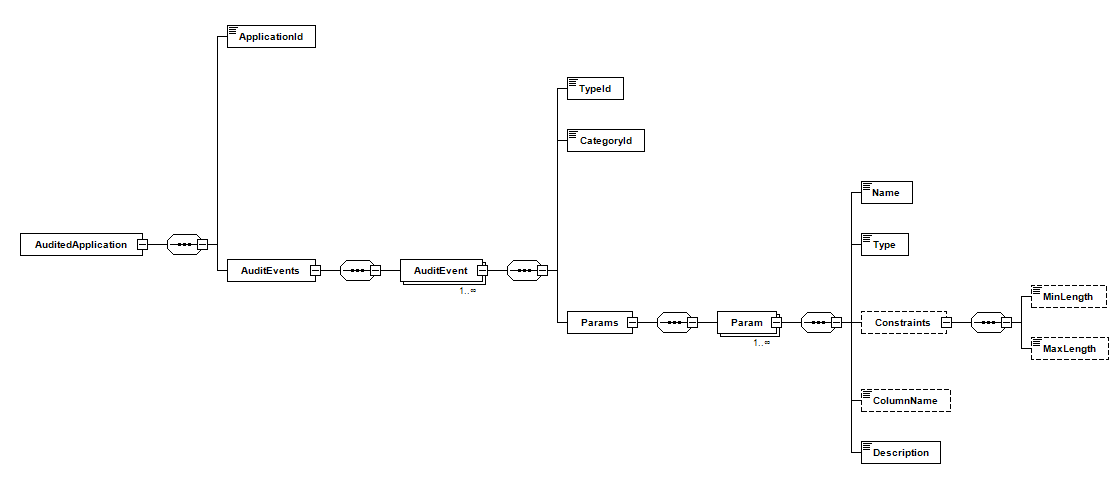 ApplicationId
TypeId
CategoryId
Name
AuditedApplication
Type
AuditEvents
AuditEvent
1..∞
MinLength
Params
Param
Constraints
1..∞
MaxLength
ColumnName
Description